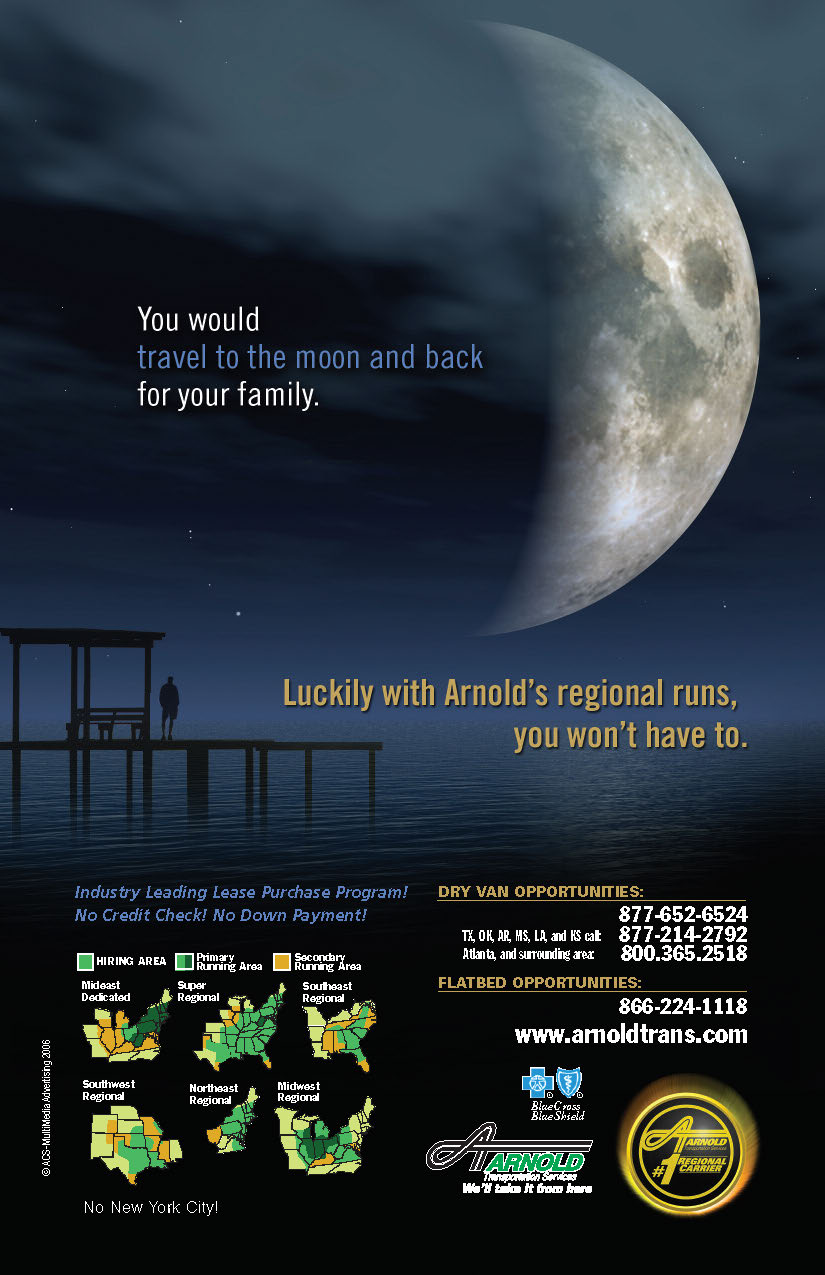 You would
travel to the moon and back
for your family.
Luckily with Arnold's regional runs,
you won't have to.
Industry Leading Lease Purchase Program!
No Credit Check! No Down Payment!
HIRING AREA
Primary
Running Area
Secondary
Running Area
Mideast
Dedicated
Super
Regional
Southeast
Regional
Southwest
Regional
Northeast
Regional
Midwest
Regional
No New York City!
© ACS-MultiMedia Advertising 2006
DRY VAN OPPORTUNITIES:
877-652-6524
TX, OK, AR, MS, LA, and KS call: 877-214-2792
Atlanta, and surrounding area: 800.365.2518
FLATBED OPPORTUNITIES:
866-224-1118
www.arnoldtrans.com
BlueCross
BlueShield
ARNOLD
Transportation Services
We'll take it from here
ARNOLD
Transportation Services
#1 REGIONAL
CARRIER